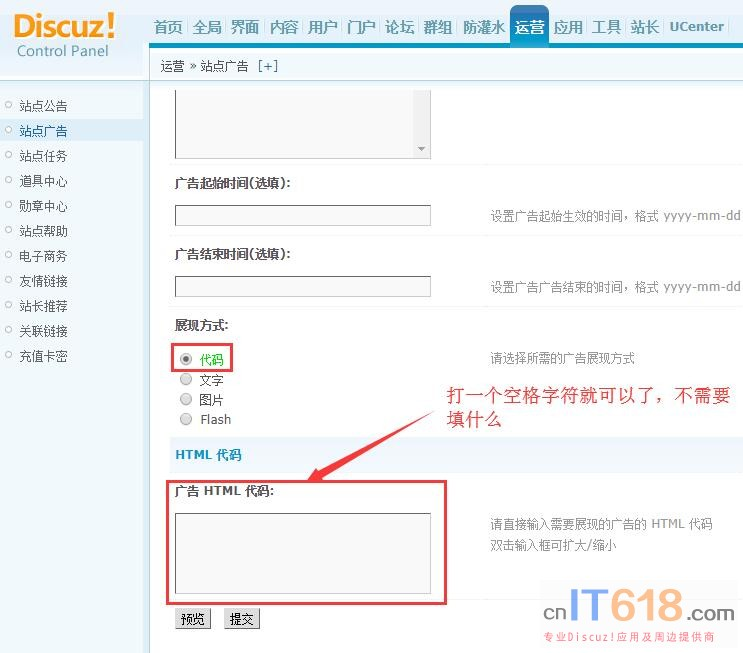 Discuz!
Control Panel
首页 全局 界面 内容 用户 门户 论坛 群组 防灌水 运营 应用 工具 站长 UCenter
运营 » 站点广告 [+]
站点公告
站点广告
站点任务
道具中心
勋章中心
站点帮助
电子商务
友情链接
站长推荐
关联链接
充值卡密
广告起始时间(选填):
设置广告起始生效的时间，格式 yyyy-mm-dd
广告结束时间(选填):
设置广告广告结束的时间，格式 yyyy-mm-dd
展现方式:
代码
请选择所需的广告展现方式
文字
图片
Flash
打一个空格字符就可以了，不需要
填什么
HTML 代码
广告 HTML 代码:
请直接输入需要展现的广告的 HTML 代码
双击输入框可扩大/缩小
预览 提交
cnIT618.com
专业Discuz!应用及周边提供商